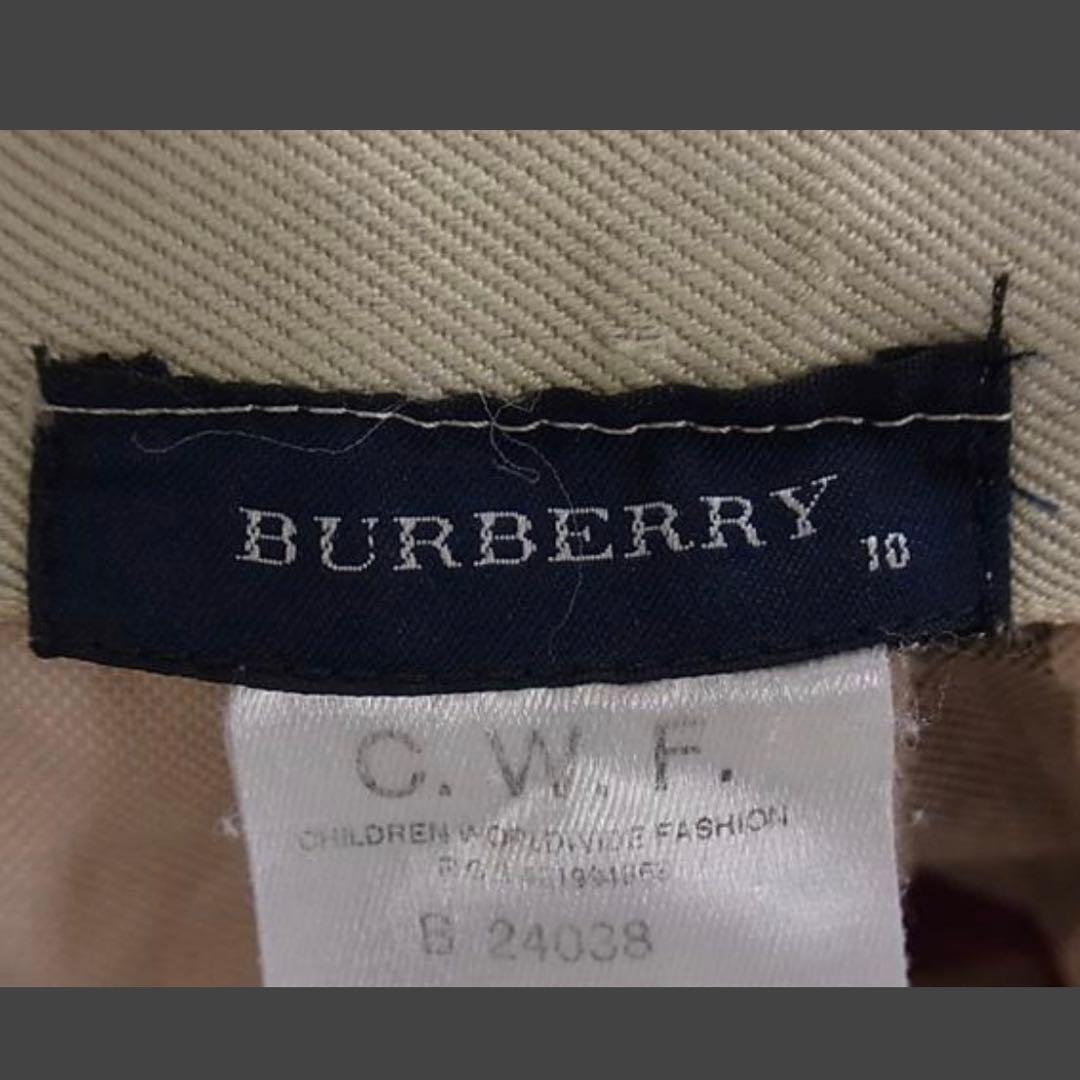 BURBERRY 10
C. W. F.
CHILDREN WORLDWIDE FASHION
B 24038